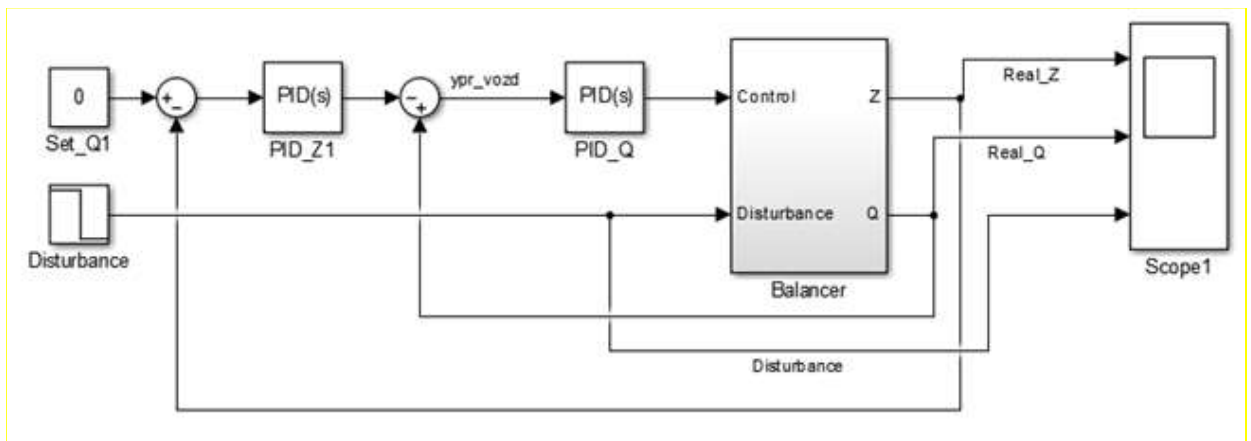 0
Set_Q1
PID(s)
PID_Z1
ypr_vozd
PID(s)
PID_Q
Control
Z
Disturbance
Q
Balancer
Real_Z
Real_Q
Scope1
Disturbance
Disturbance